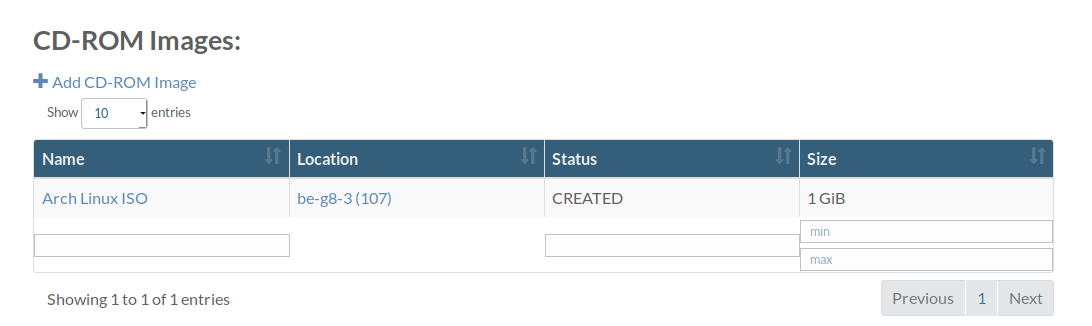 CD-ROM Images:
Add CD-ROM Image
Show 10 entries
Name Location Status Size
Arch Linux ISO be-g8-3 (107) CREATED 1 GiB
min
max
Showing 1 to 1 of 1 entries Previous 1 Next